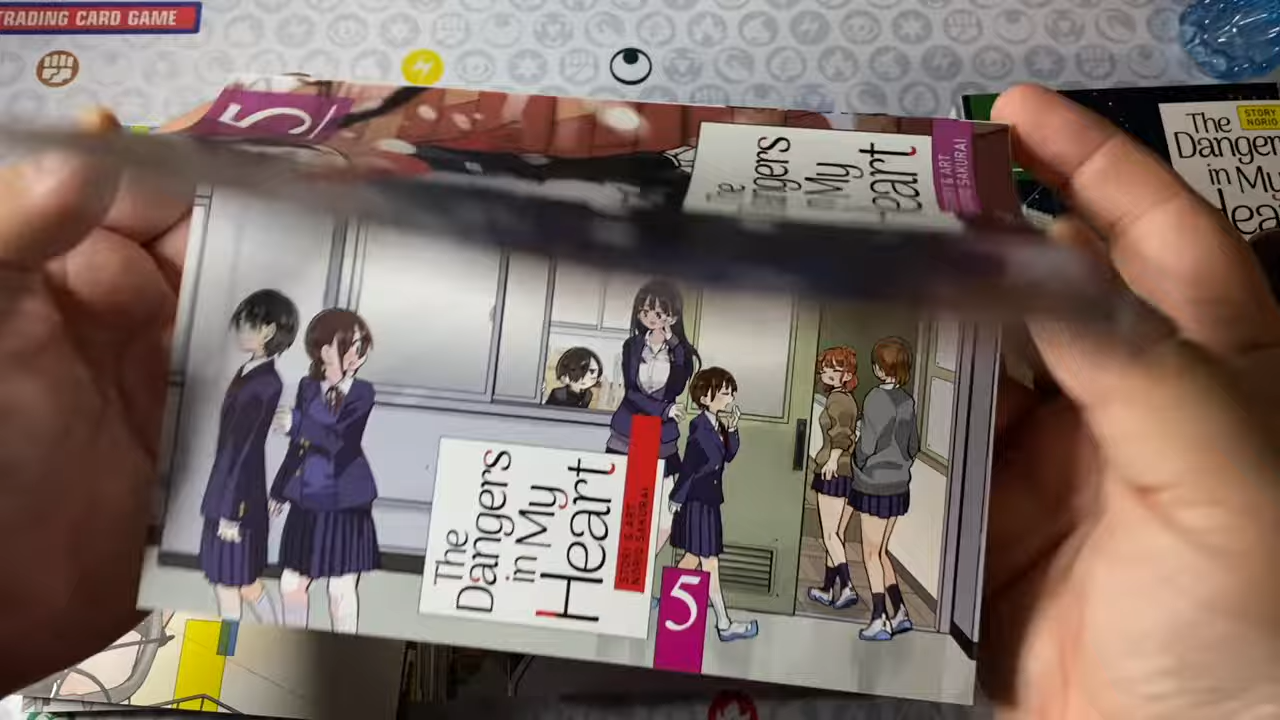 TRADING CARD GAME
5
The
Dangers
in My
Heart
STORY & ART
NORIO SAKURAI
5
The
Dangers
in My
Heart
STORY
NORIO